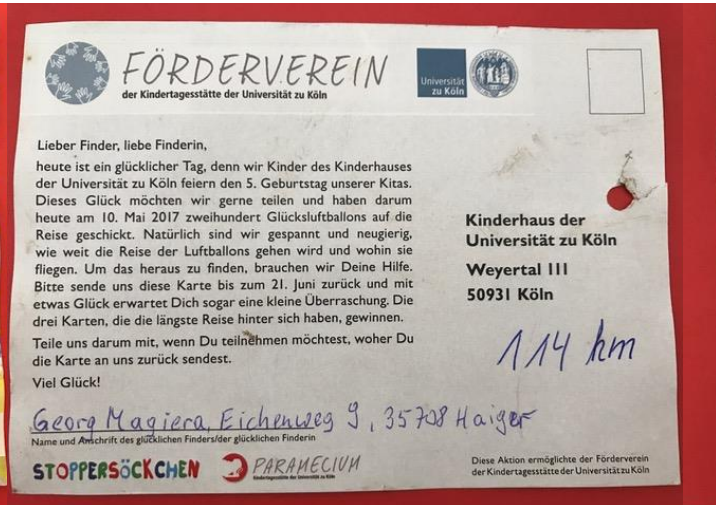 FÖRDERVEREIN
der Kindertagesstätte der Universität zu Köln
Universität
zu Köln
Lieber Finder, liebe Finderin,
heute ist ein glücklicher Tag, denn wir Kinder des Kinderhauses
der Universität zu Köln feiern den 5. Geburtstag unserer Kitas.
Dieses Glück möchten wir gerne teilen und haben darum
heute am 10. Mai 2017 zweihundert Glücksluftballons auf die
Reise geschickt. Natürlich sind wir gespannt und neugierig,
wie weit die Reise der Luftballons gehen wird und wohin sie
fliegen. Um das heraus zu finden, brauchen wir Deine Hilfe.
Bitte sende uns diese Karte bis zum 21. Juni zurück und mit
etwas Glück erwartet Dich sogar eine kleine Überraschung. Die
drei Karten, die die längste Reise hinter sich haben, gewinnen.
Teile uns darum mit, wenn Du teilnehmen möchtest, woher Du
die Karte an uns zurück sendest.
Viel Glück!
Kinderhaus der
Universität zu Köln
Weyertal 111
50931 Köln
114 km
Georg Magiera, Eichenweg 9, 35708 Haiger
Name und Anschrift des glücklichen Finders/der glücklichen Finderin
STOPPERSÖCKCHEN
PARAMECIUM
Kindertagesstätte der Universität zu Köln
Diese Aktion ermöglichte der Förderverein
der Kindertagesstätte der Universität zu Köln